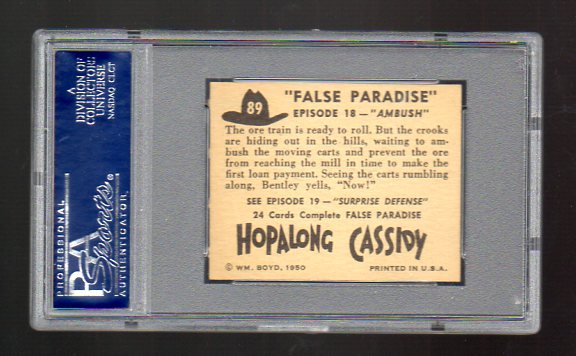 A
DIVISION OF
COLLECTORS
UNIVERSE
NASDAQ: CLCT
PROFESSIONAL
PSA
Sports
AUTHENTICATOR
89
"FALSE PARADISE"
EPISODE 18 — "AMBUSH"
The ore train is ready to roll. But the crooks
are hiding out in the hills, waiting to am-
bush the moving carts and prevent the ore
from reaching the mill in time to make the
first loan payment. Seeing the carts rumbling
along, Bentley yells, "Now!"
SEE EPISODE 19 — "SURPRISE DEFENSE"
24 Cards Complete FALSE PARADISE
HOPALONG CASSIDY
© WM. BOYD, 1950
PRINTED IN U.S.A.